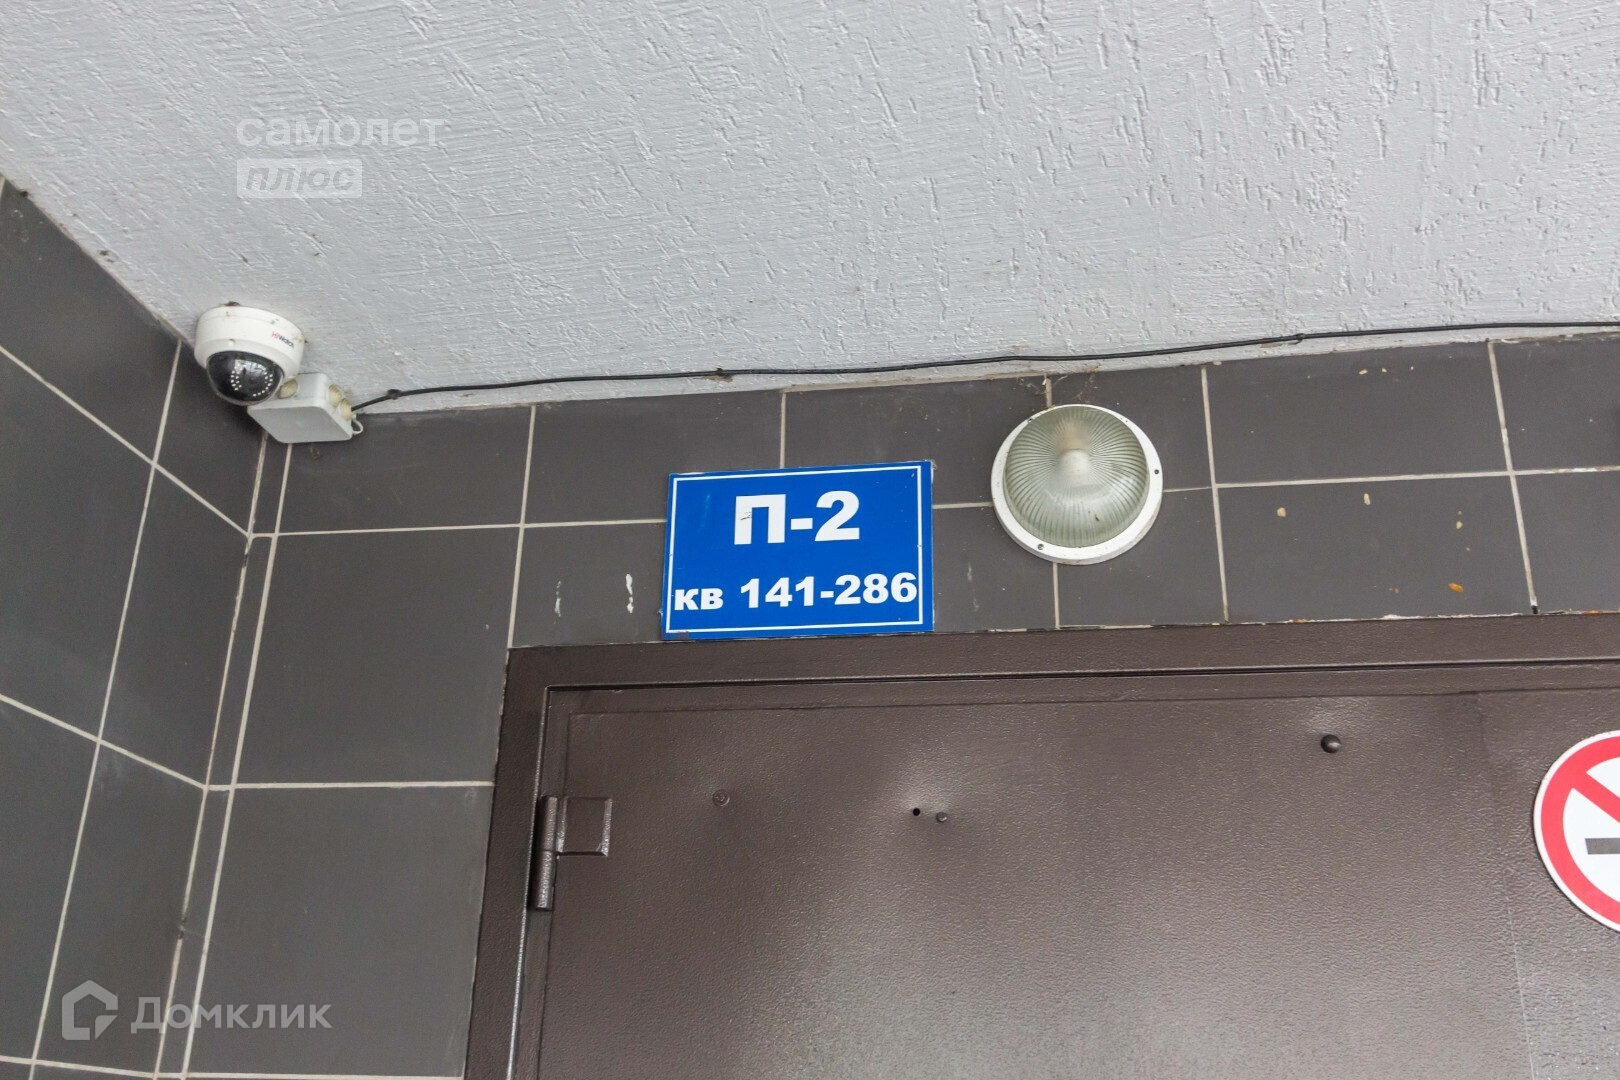 самолет
плюс
П-2
кв 141-286
Домклик